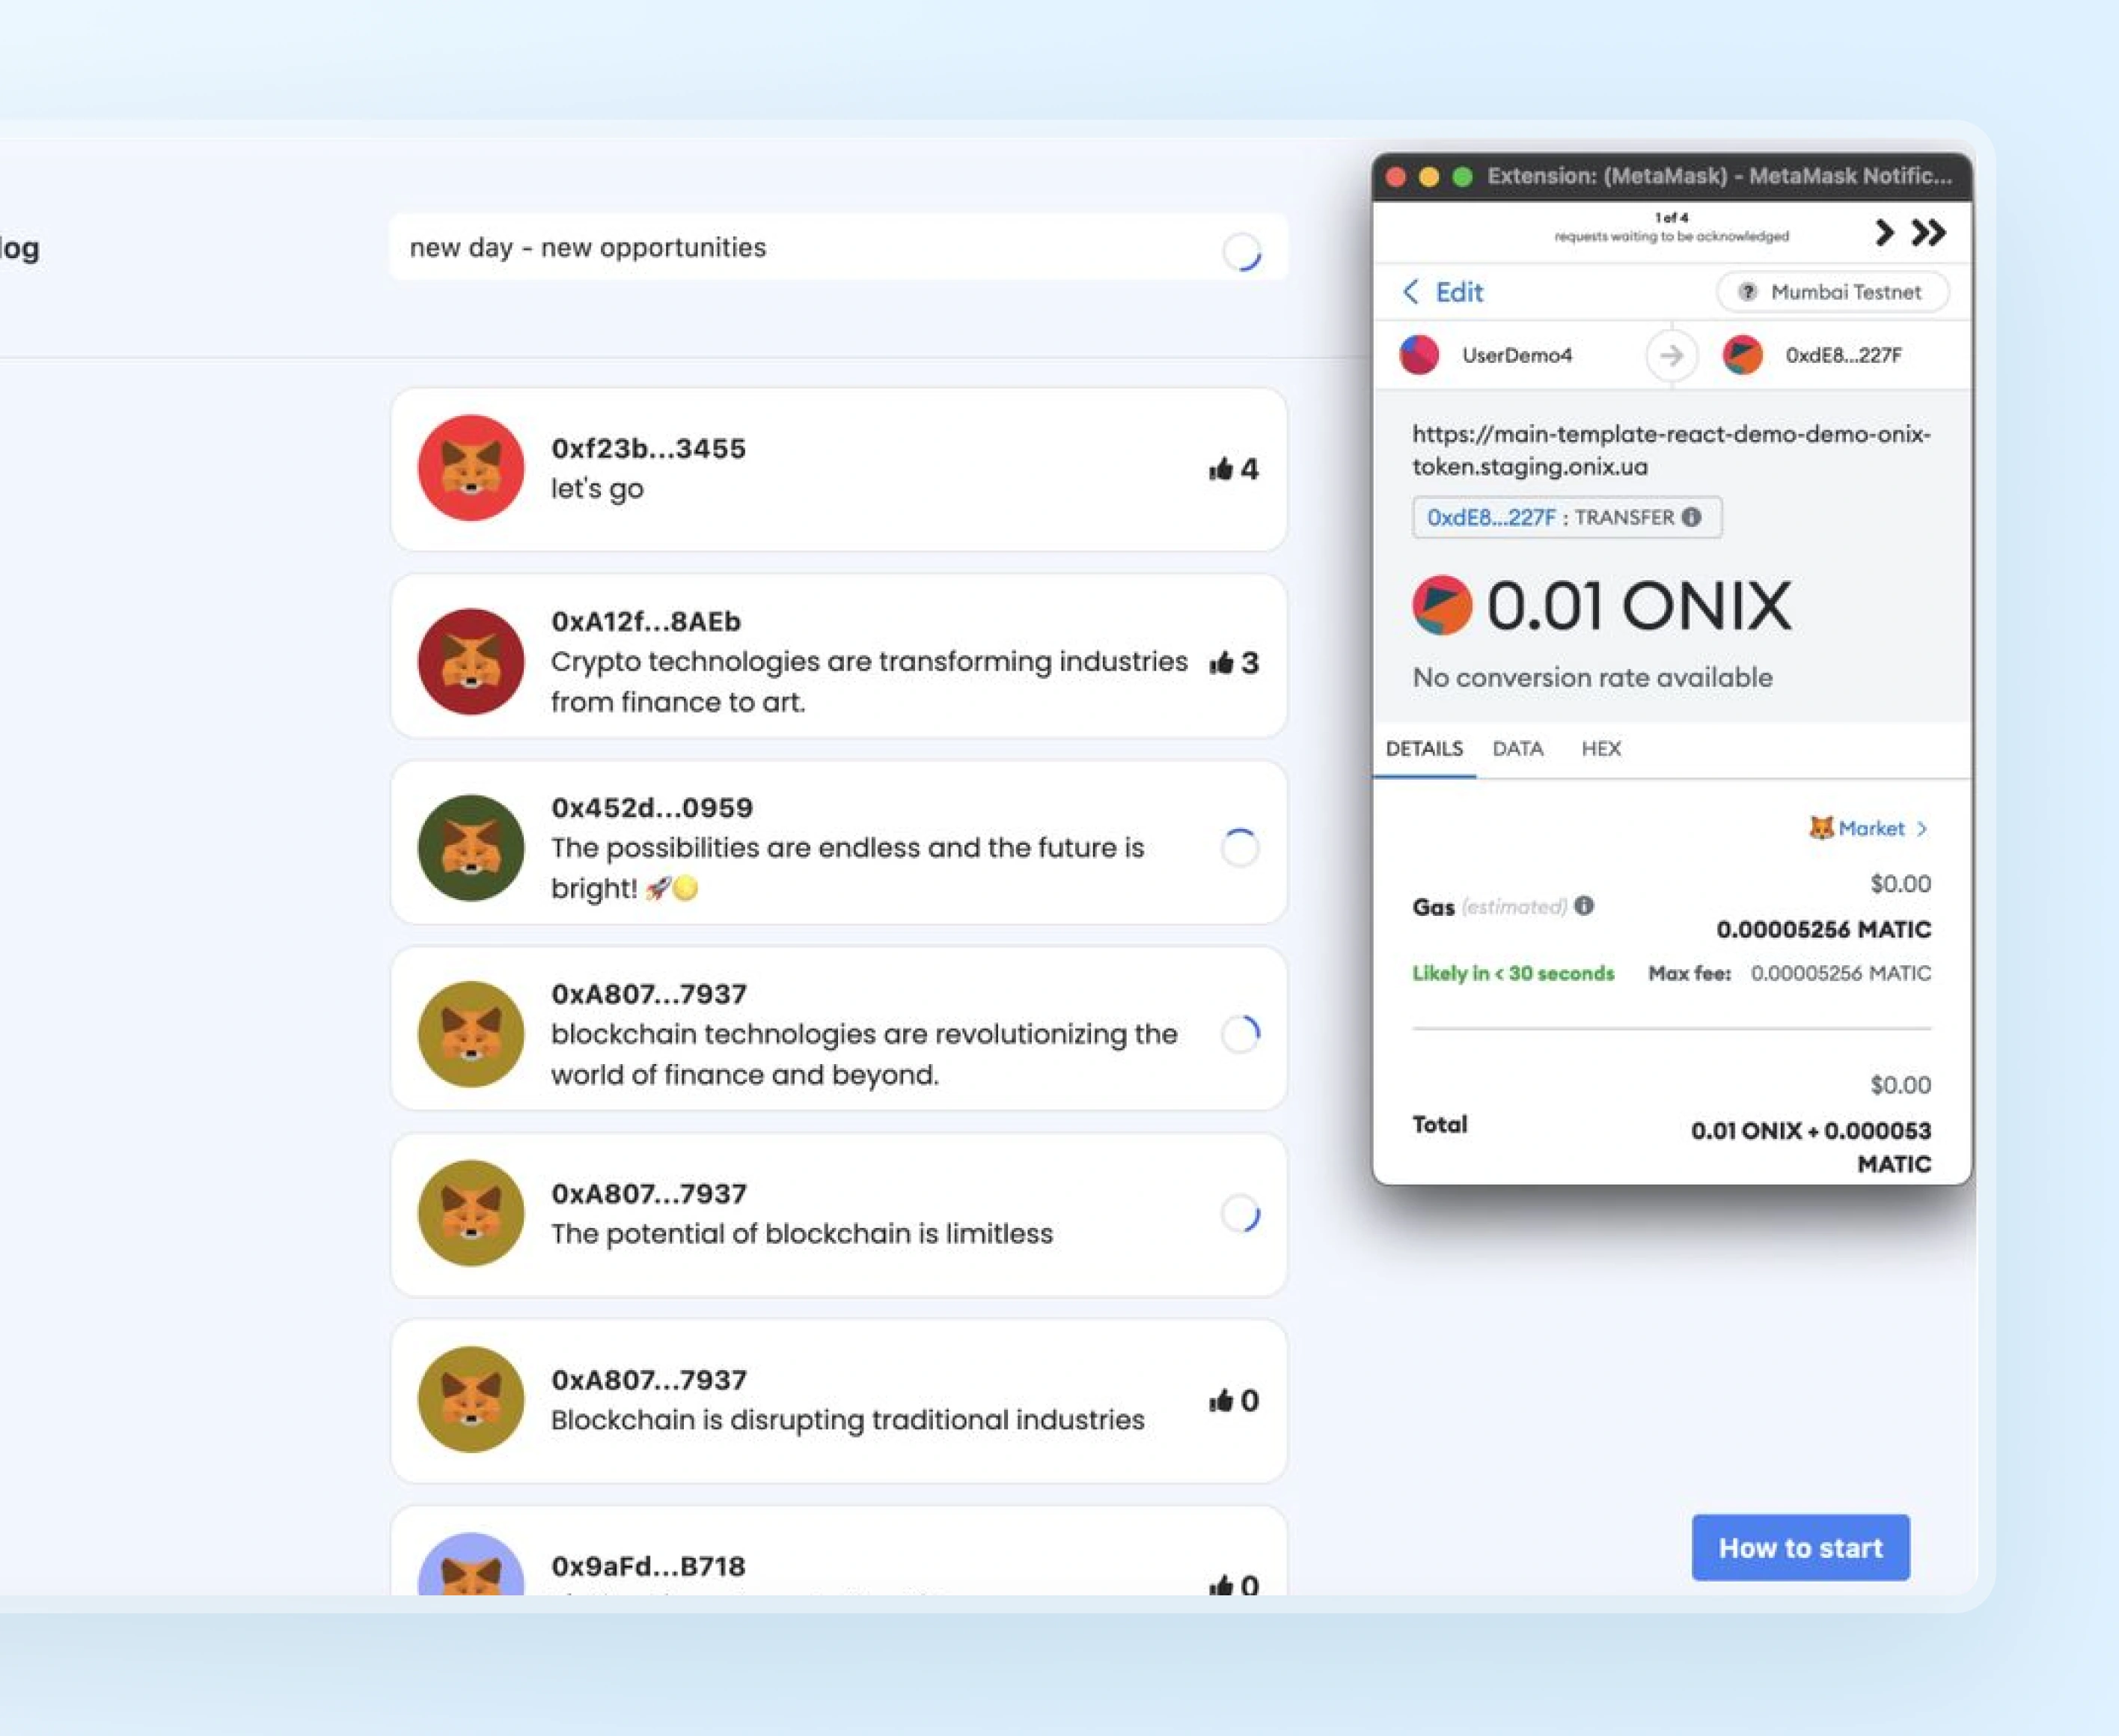 log
new day - new opportunities
0xf23b...3455
let's go
4
0xA12f...8AEb
Crypto technologies are transforming industries
from finance to art.
3
0x452d...0959
The possibilities are endless and the future is
bright! 🚀🌕
0xA807...7937
blockchain technologies are revolutionizing the
world of finance and beyond.
0xA807...7937
The potential of blockchain is limitless
0xA807...7937
Blockchain is disrupting traditional industries
0
0x9aFd...B718
0
Extension: (MetaMask) - MetaMask Notific...
1 of 4
requests waiting to be acknowledged
Edit
Mumbai Testnet
UserDemo4
0xdE8...227F
https://main-template-react-demo-demo-onix-
token.staging.onix.ua
0xdE8...227F : TRANSFER
0.01 ONIX
No conversion rate available
DETAILS DATA HEX
Market >
$0.00
Gas (estimated)
0.00005256 MATIC
Likely in < 30 seconds Max fee: 0.00005256 MATIC
$0.00
Total
0.01 ONIX + 0.000053
MATIC
How to start